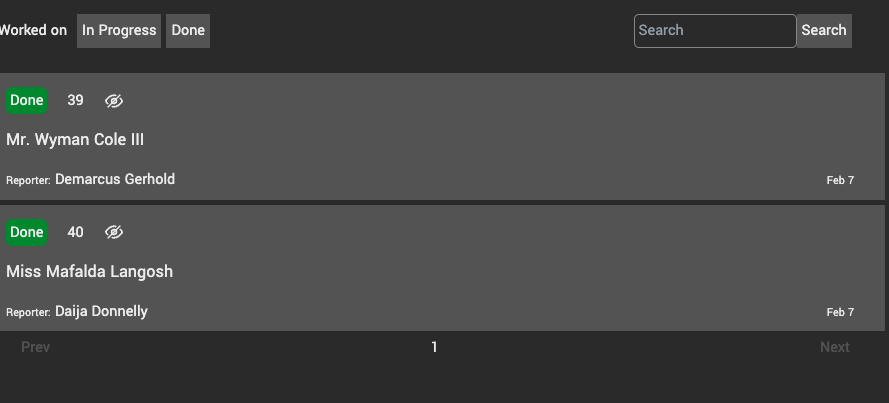 Worked on In Progress Done Search Search
Done 39
Mr. Wyman Cole III
Reporter: Demarcus Gerhold Feb 7
Done 40
Miss Mafalda Langosh
Reporter: Daija Donnelly Feb 7
Prev 1 Next